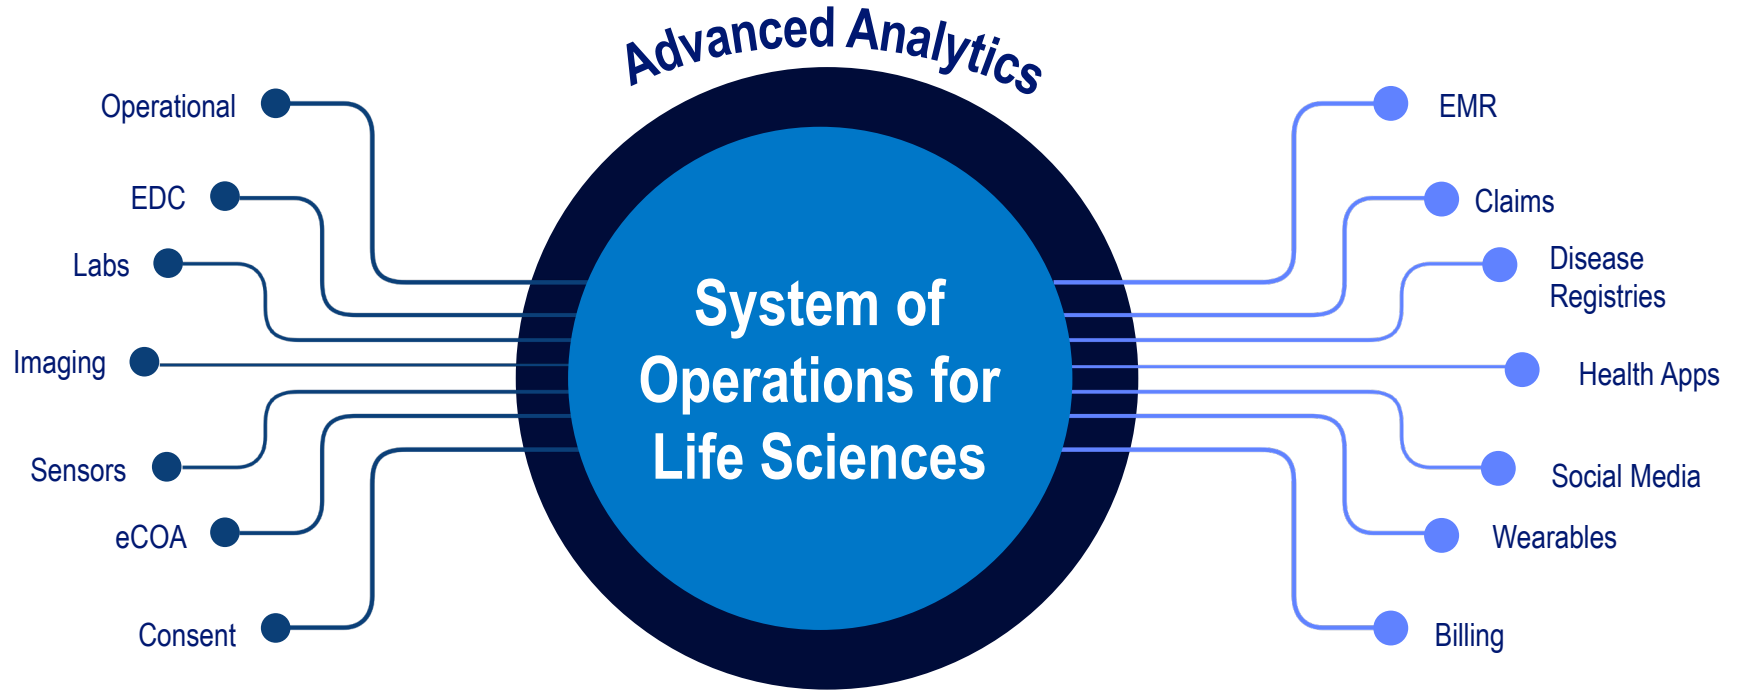 Advanced Analytics
Operational
EDC
Labs
Imaging
Sensors
eCOA
Consent
System of
Operations for
Life Sciences
EMR
Claims
Disease
Registries
Health Apps
Social Media
Wearables
Billing